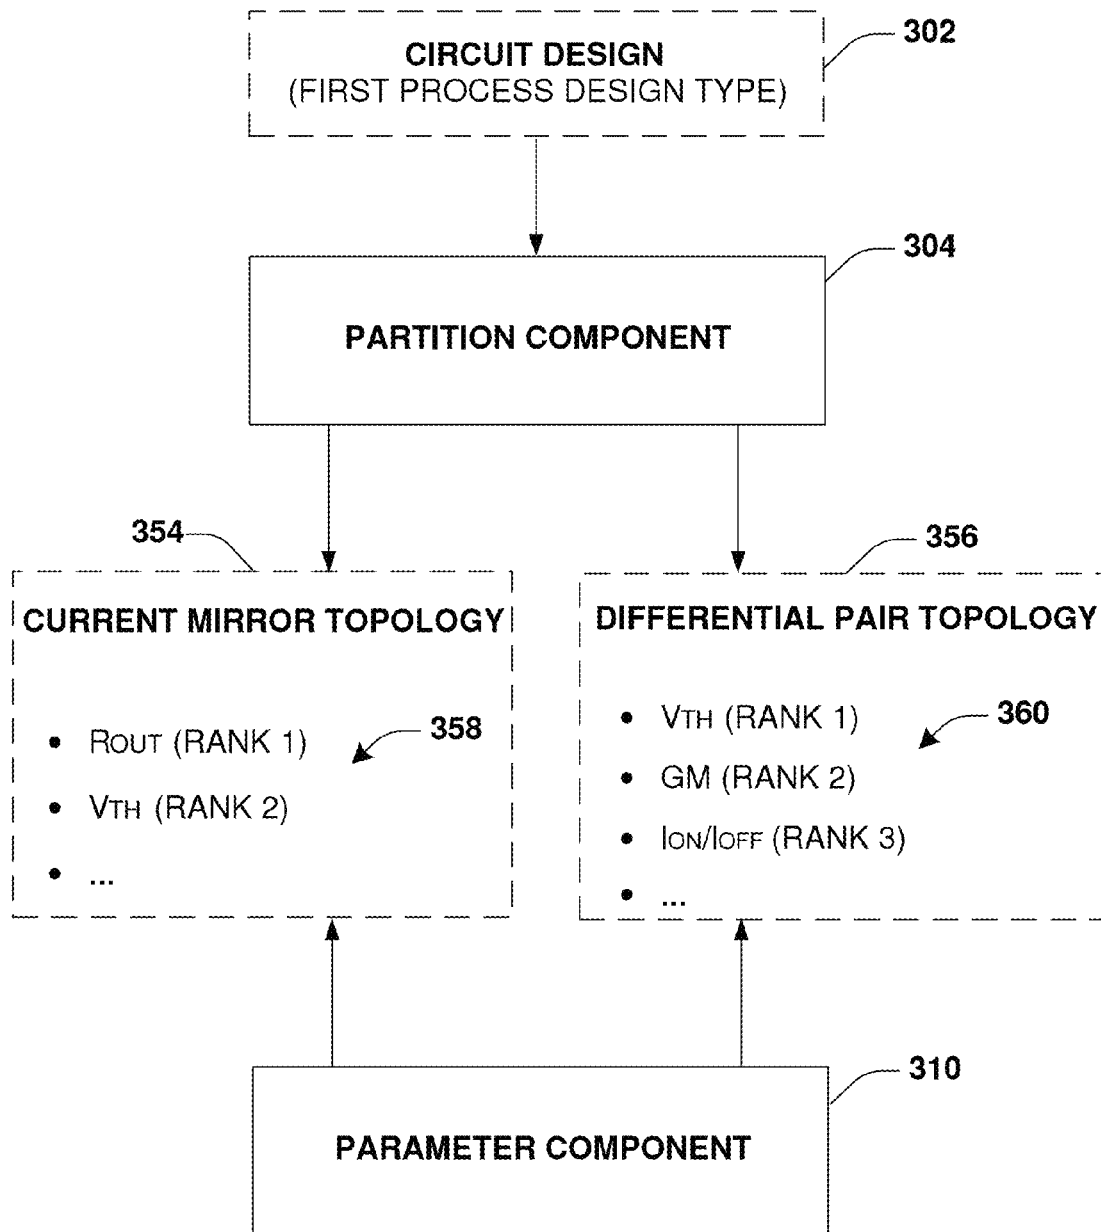 CIRCUIT DESIGN
(FIRST PROCESS DESIGN TYPE)
302
PARTITION COMPONENT
304
354
CURRENT MIRROR TOPOLOGY
• ROUT (RANK 1)
• VTH (RANK 2)
• ...
358
356
DIFFERENTIAL PAIR TOPOLOGY
• VTH (RANK 1)
• GM (RANK 2)
• ION/IOFF (RANK 3)
• ...
360
310
PARAMETER COMPONENT